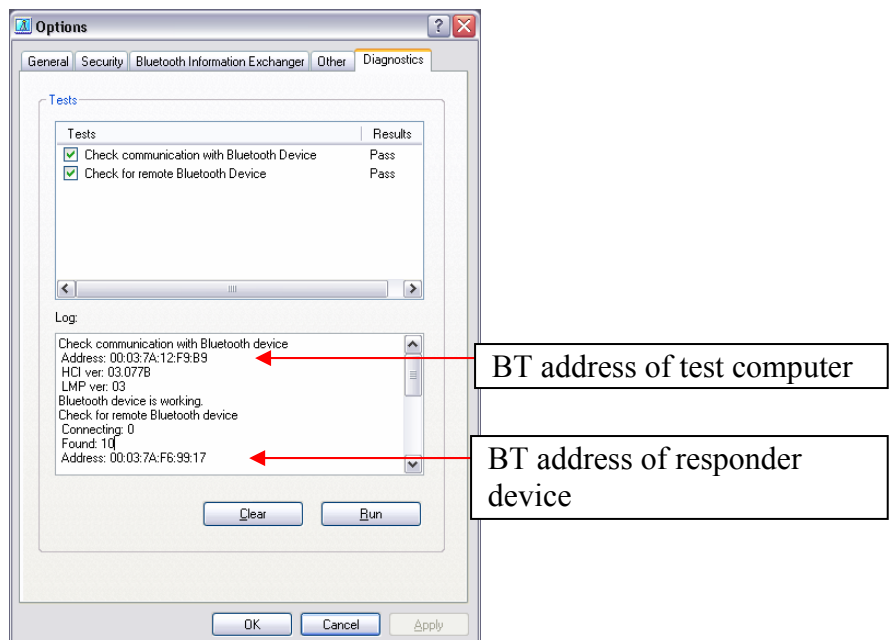 Options
General Security Bluetooth Information Exchanger Other Diagnostics
Tests
Tests Results
Check communication with Bluetooth Device Pass
Check for remote Bluetooth Device Pass
Log:
Check communication with Bluetooth device
Address: 00:03:7A:12:F9:B9
HCI ver: 03.077B
LMP ver: 03
Bluetooth device is working.
Check for remote Bluetooth device
Connecting: 0
Found: 10
Address: 00:03:7A:F6:99:17
BT address of test computer
BT address of responder
device
Clear Run
OK Cancel Apply